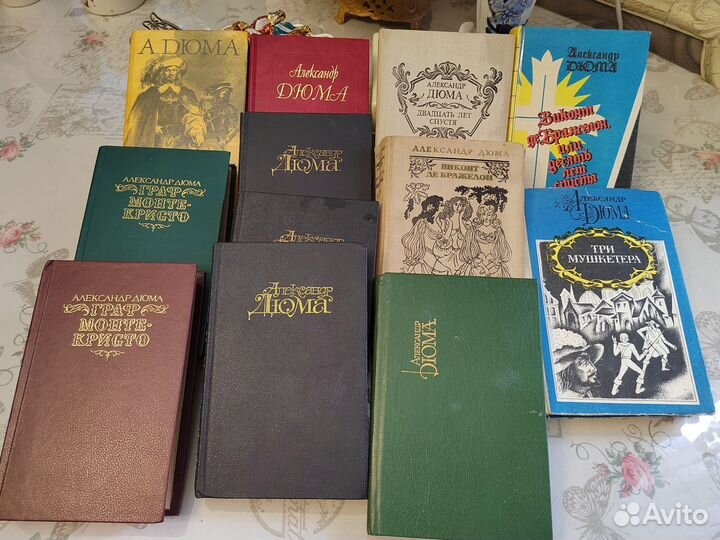 А. ДЮМА
Александр
ДЮМА
АЛЕКСАНДР
ДЮМА
ДВАДЦАТЬ ЛЕТ
СПУСТЯ
Александр
ДЮМА
Виконт
де Бражелон,
или
десять
лет
спустя
АЛЕКСАНДР ДЮМА
ГРАФ
МОНТЕ-
КРИСТО
Александр
Дюма
АЛЕКСАНДР ДЮМА
ВИКОНТ
ДЕ БРАЖЕЛОН
Александр
Дюма
Александр
Дюма
ТРИ
МУШКЕТЕРА
АЛЕКСАНДР ДЮМА
ГРАФ
МОНТЕ-
КРИСТО
Александр
Дюма
Александр
Дюма
Avito